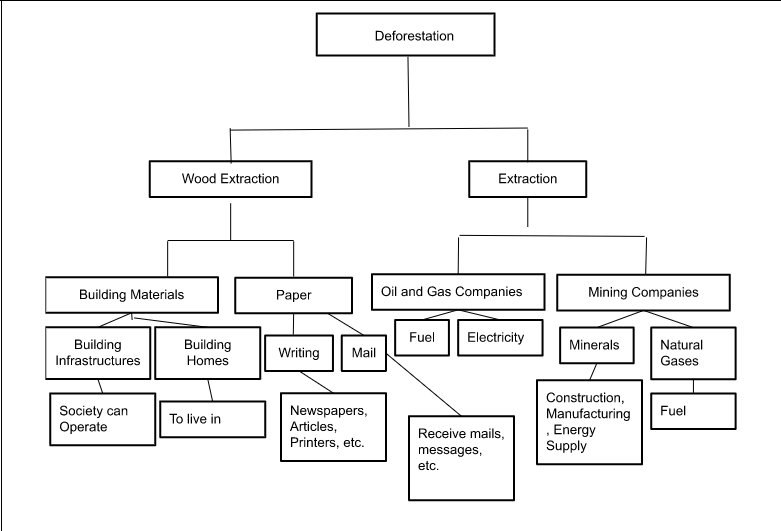 Deforestation
Wood Extraction
Extraction
Building Materials
Paper
Oil and Gas Companies
Mining Companies
Building
Infrastructures
Building
Homes
Writing
Mail
Fuel
Electricity
Minerals
Natural
Gases
Society can
Operate
To live in
Newspapers,
Articles,
Printers, etc.
Receive mails,
messages,
etc.
Construction,
Manufacturing
, Energy
Supply
Fuel